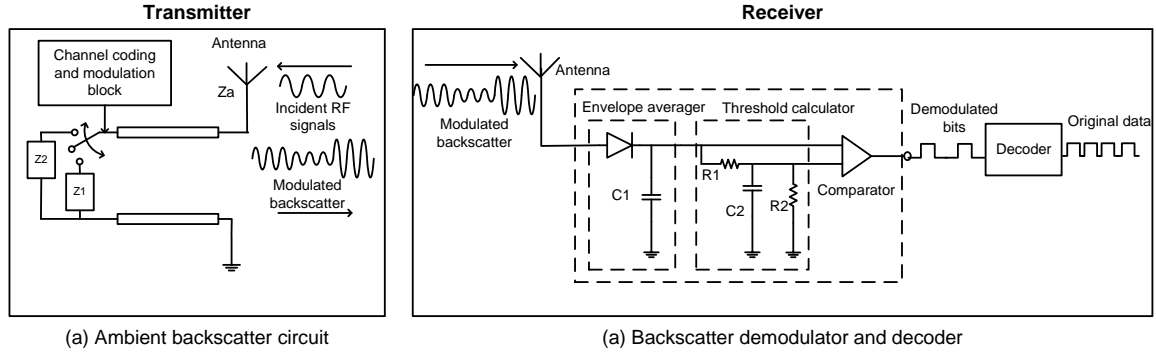 Transmitter
Channel coding
and modulation
block
Antenna
Za
Incident RF
signals
Z2
Z1
Modulated
backscatter
(a) Ambient backscatter circuit
Receiver
Antenna
Modulated
backscatter
Envelope averager
Threshold calculator
C1
R1
C2
R2
Comparator
Demodulated
bits
Decoder
Original data
(a) Backscatter demodulator and decoder